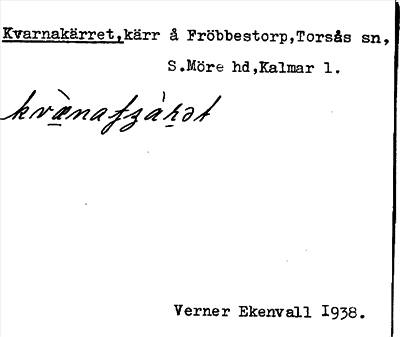 Kvarnakärret,kärr å Fröbbestorp,Torsås sn,
S.Möre hd,Kalmar l.
Verner Ekenvall I938.